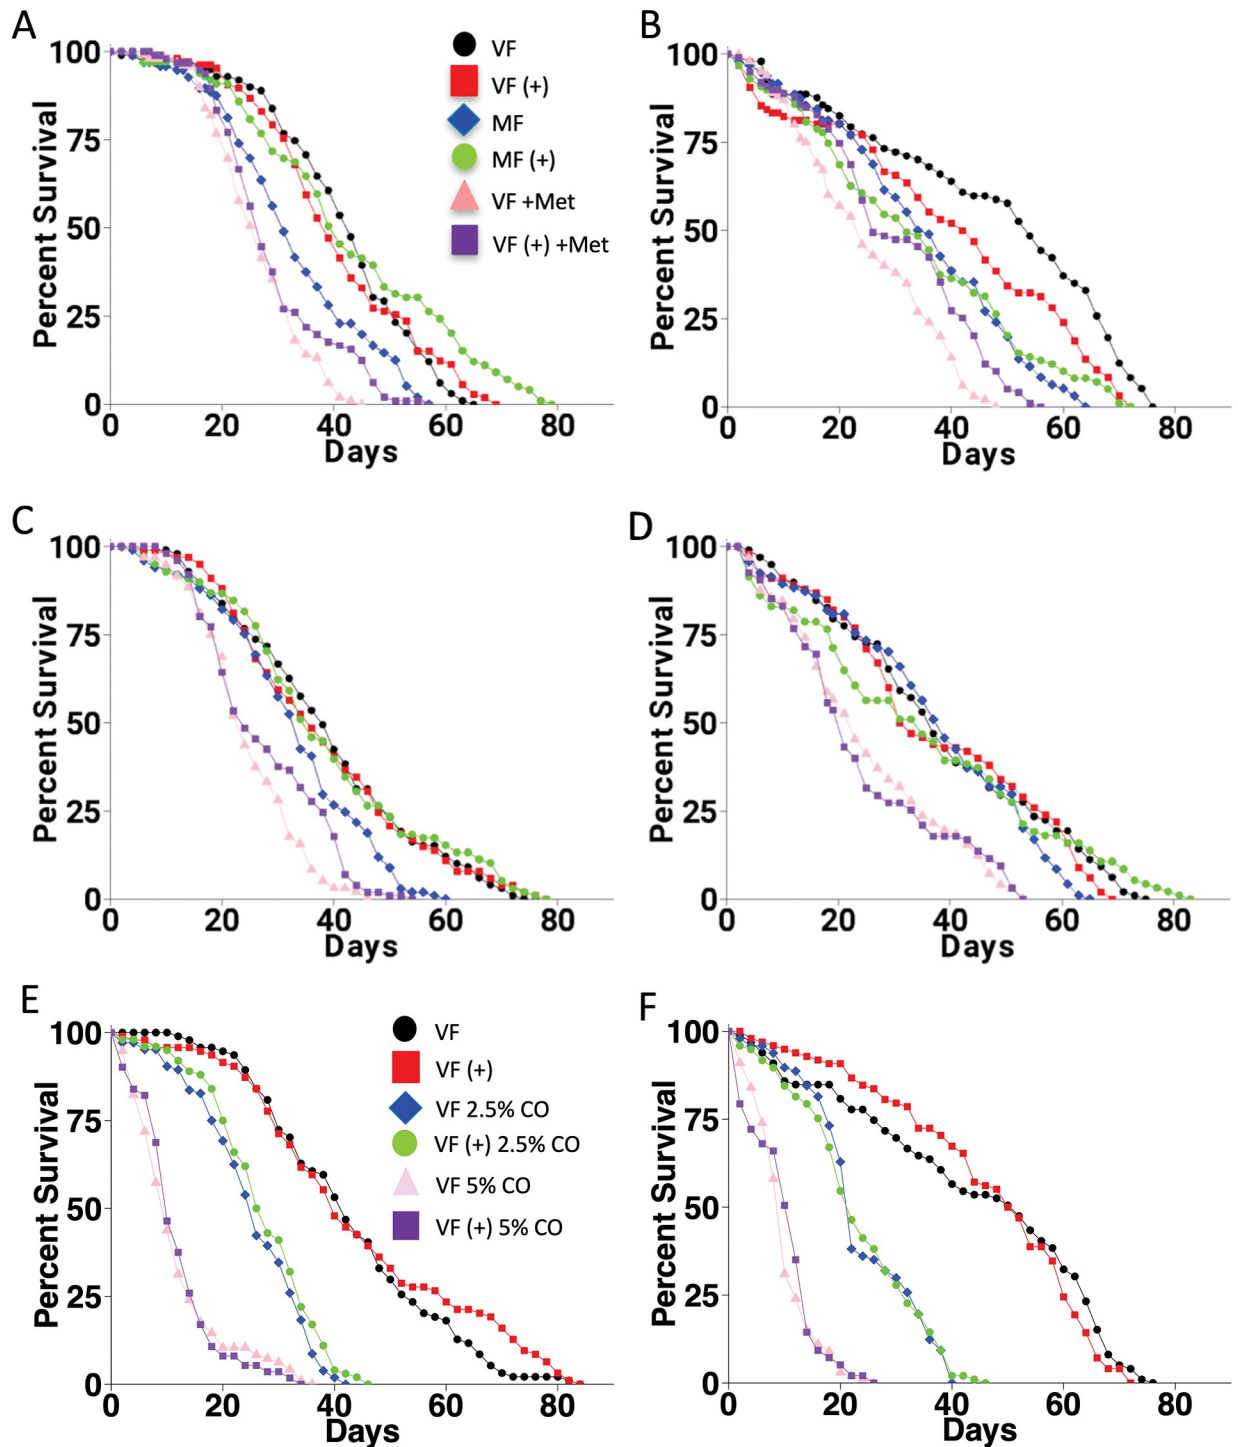 A
100
75
50
25
0
0 20 40 60 80
Percent Survival
Days
VF
VF (+)
MF
MF (+)
VF +Met
VF (+) +Met
B
100
75
50
25
0
0 20 40 60 80
Percent Survival
Days
C
100
75
50
25
0
0 20 40 60 80
Percent Survival
Days
D
100
75
50
25
0
0 20 40 60 80
Percent Survival
Days
E
100
75
50
25
0
0 20 40 60 80
Percent Survival
Days
VF
VF (+)
VF 2.5% CO
VF (+) 2.5% CO
VF 5% CO
VF (+) 5% CO
F
100
75
50
25
0
0 20 40 60 80
Percent Survival
Days